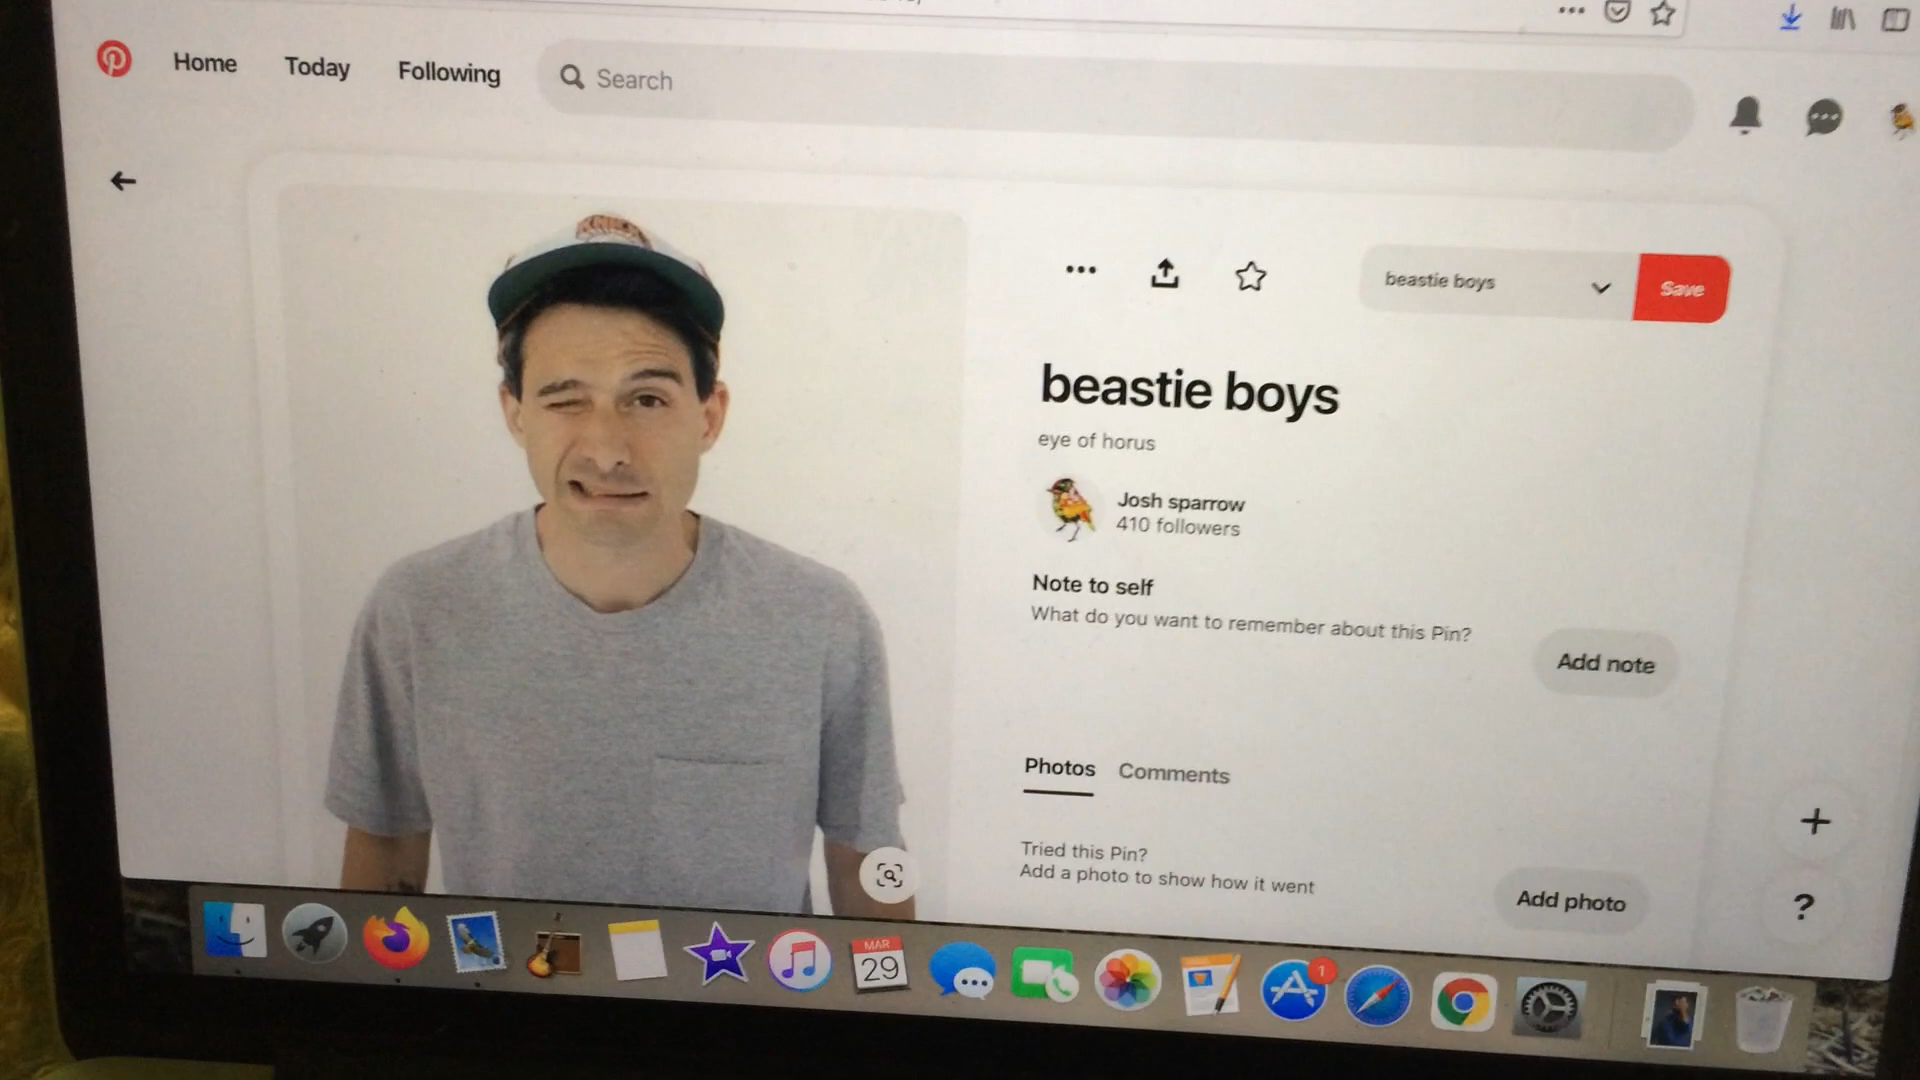 Home
Today
Following
Search
beastie boys
Save
beastie boys
eye of horus
Josh sparrow
410 followers
Note to self
What do you want to remember about this Pin?
Add note
Photos
Comments
Tried this Pin?
Add a photo to show how it went
Add photo
?
MAR
29
1